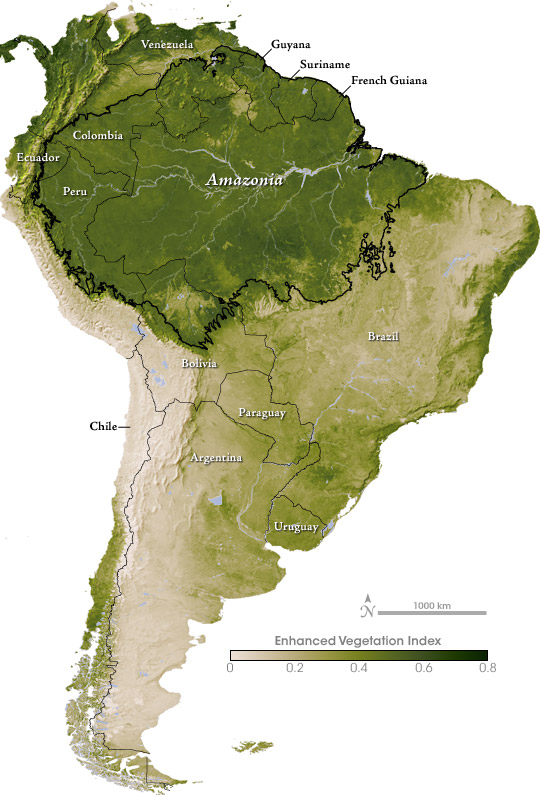 Venezuela
Guyana
Suriname
French Guiana
Colombia
Ecuador
Amazonia
Peru
Brazil
Bolivia
Paraguay
Chile
Argentina
Uruguay
N
1000 km
Enhanced Vegetation Index
0 0.2 0.4 0.6 0.8